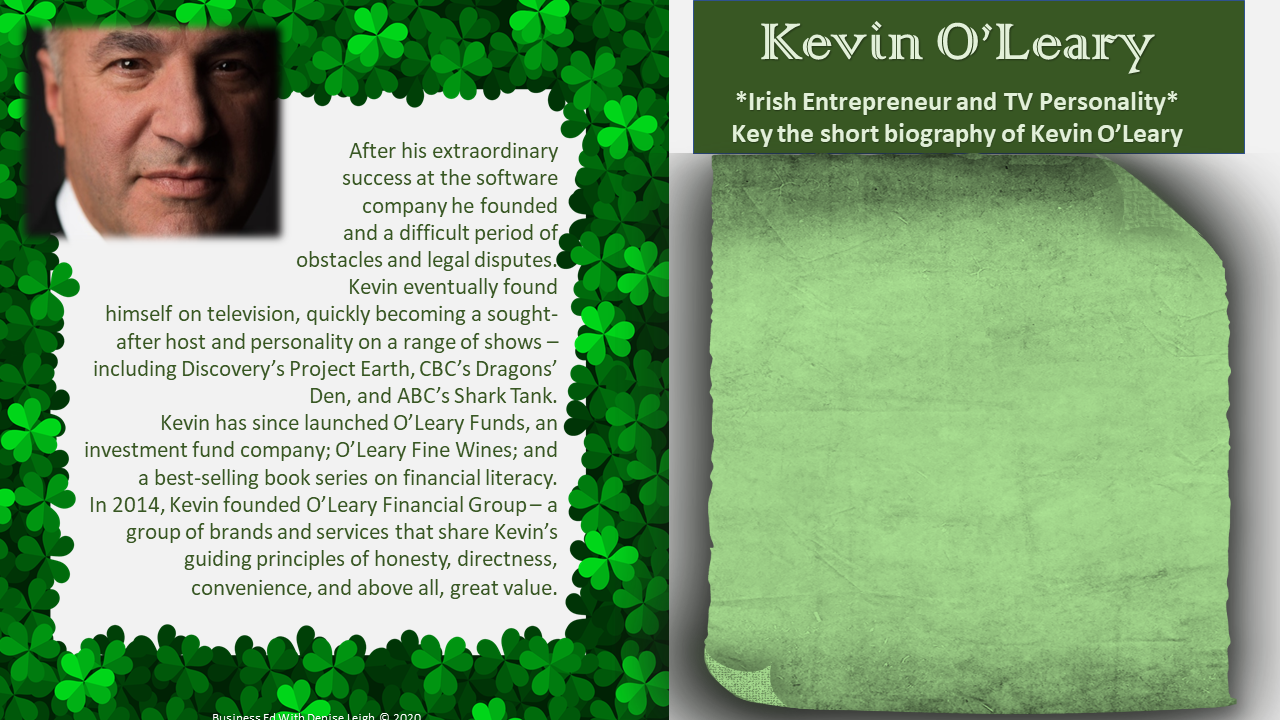 After his extraordinary
success at the software
company he founded
and a difficult period of
obstacles and legal disputes.
Kevin eventually found
himself on television, quickly becoming a sought-
after host and personality on a range of shows –
including Discovery’s Project Earth, CBC’s Dragons’
Den, and ABC’s Shark Tank.
Kevin has since launched O’Leary Funds, an
investment fund company; O’Leary Fine Wines; and
a best-selling book series on financial literacy.
In 2014, Kevin founded O’Leary Financial Group – a
group of brands and services that share Kevin’s
guiding principles of honesty, directness,
convenience, and above all, great value.
Business Ed With Denise Leigh © 2020
Kevin O’Leary
*Irish Entrepreneur and TV Personality*
Key the short biography of Kevin O’Leary